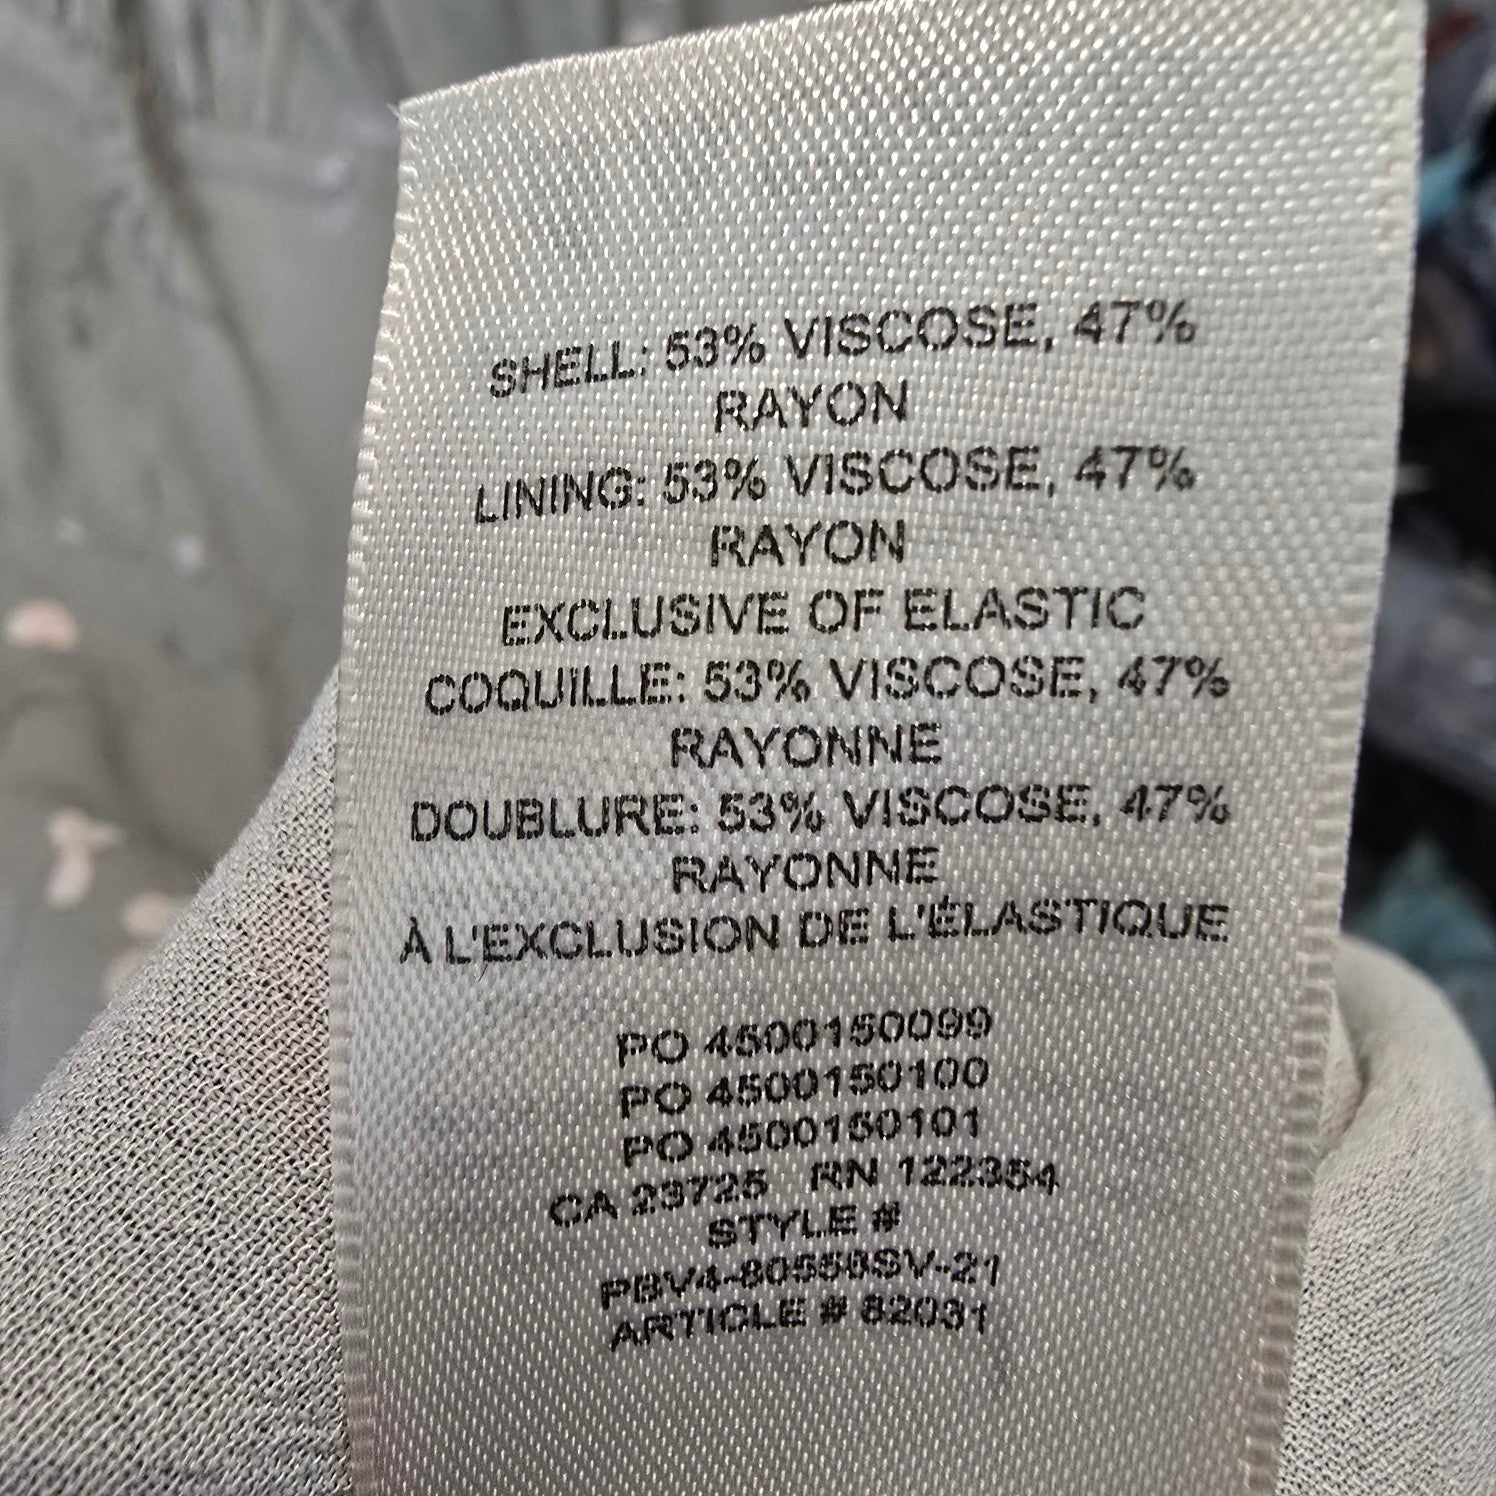 SHELL: 53% VISCOSE, 47%
RAYON
LINING: 53% VISCOSE, 47%
RAYON
EXCLUSIVE OF ELASTIC
COQUILLE: 53% VISCOSE, 47%
RAYONNE
DOUBLURE: 53% VISCOSE, 47%
RAYONNE
À L'EXCLUSION DE L'ÉLASTIQUE
PO 4500150099
PO 4500150100
PO 4500150101
CA 23725 RN 122354
STYLE #
PBV4-80558SV-21
ARTICLE # 82031